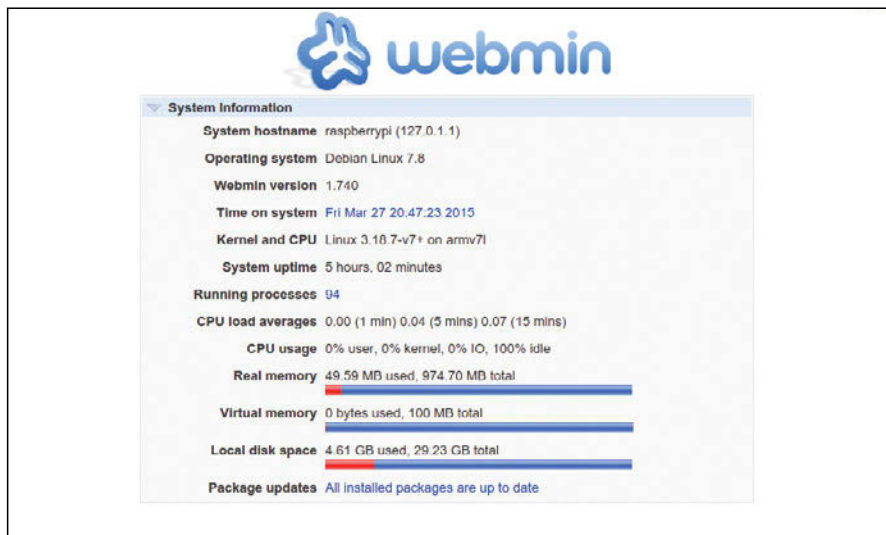 webmin
System Information
System hostname raspberrypi (127.0.1.1)
Operating system Debian Linux 7.8
Webmin version 1.740
Time on system Fri Mar 27 20:47:23 2015
Kernel and CPU Linux 3.18.7-v7+ on armv7l
System uptime 5 hours, 02 minutes
Running processes 94
CPU load averages 0.00 (1 min) 0.04 (5 mins) 0.07 (15 mins)
CPU usage 0% user, 0% kernel, 0% IO, 100% idle
Real memory 49.59 MB used, 974.70 MB total
Virtual memory 0 bytes used, 100 MB total
Local disk space 4.61 GB used, 29.23 GB total
Package updates All installed packages are up to date